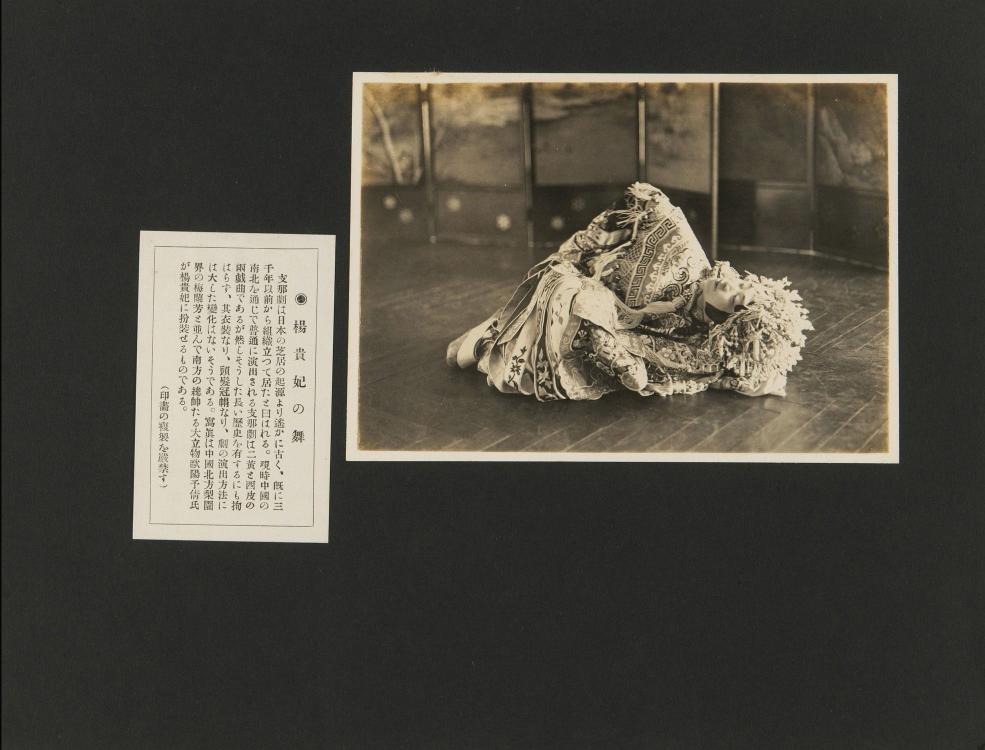 ◉楊貴妃の舞
支那劇は日本の芝居の起源より遙かに古く、既に三
千年以前から組織立つて居たと曰はれる。現時中國の
南北を通じて普通に演出される支那劇は二黄と西皮の
兩戯曲であるが然しそうした長い歷史を有するにも拘
はらず、其衣裝なり、頭髮冠帽なり、劇の演出方法に
は大した變化はないそうである。寫眞は中國北方梨園
界の梅蘭芳と並んで南方の總帥たる大立物歐陽予倩氏
が楊貴妃に扮裝せるものである。
(印畵の複製を嚴禁す)